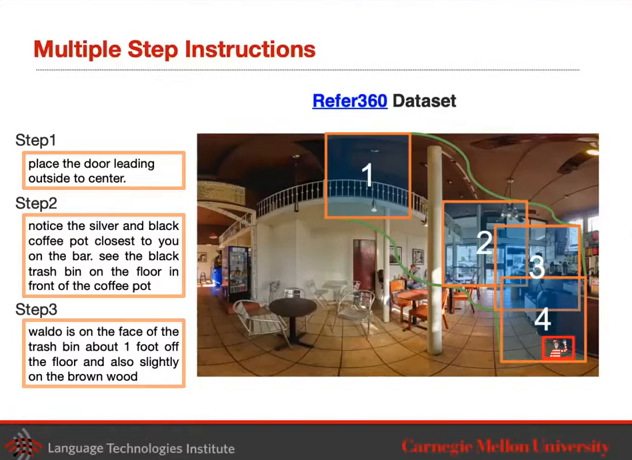 Multiple Step Instructions
Refer360 Dataset
Step1
place the door leading
outside to center.
Step2
notice the silver and black
coffee pot closest to you
on the bar. see the black
trash bin on the floor in
front of the coffee pot
Step3
waldo is on the face of the
trash bin about 1 foot off
the floor and also slightly
on the brown wood
1
2
3
4
Language Technologies Institute
Carnegie Mellon University